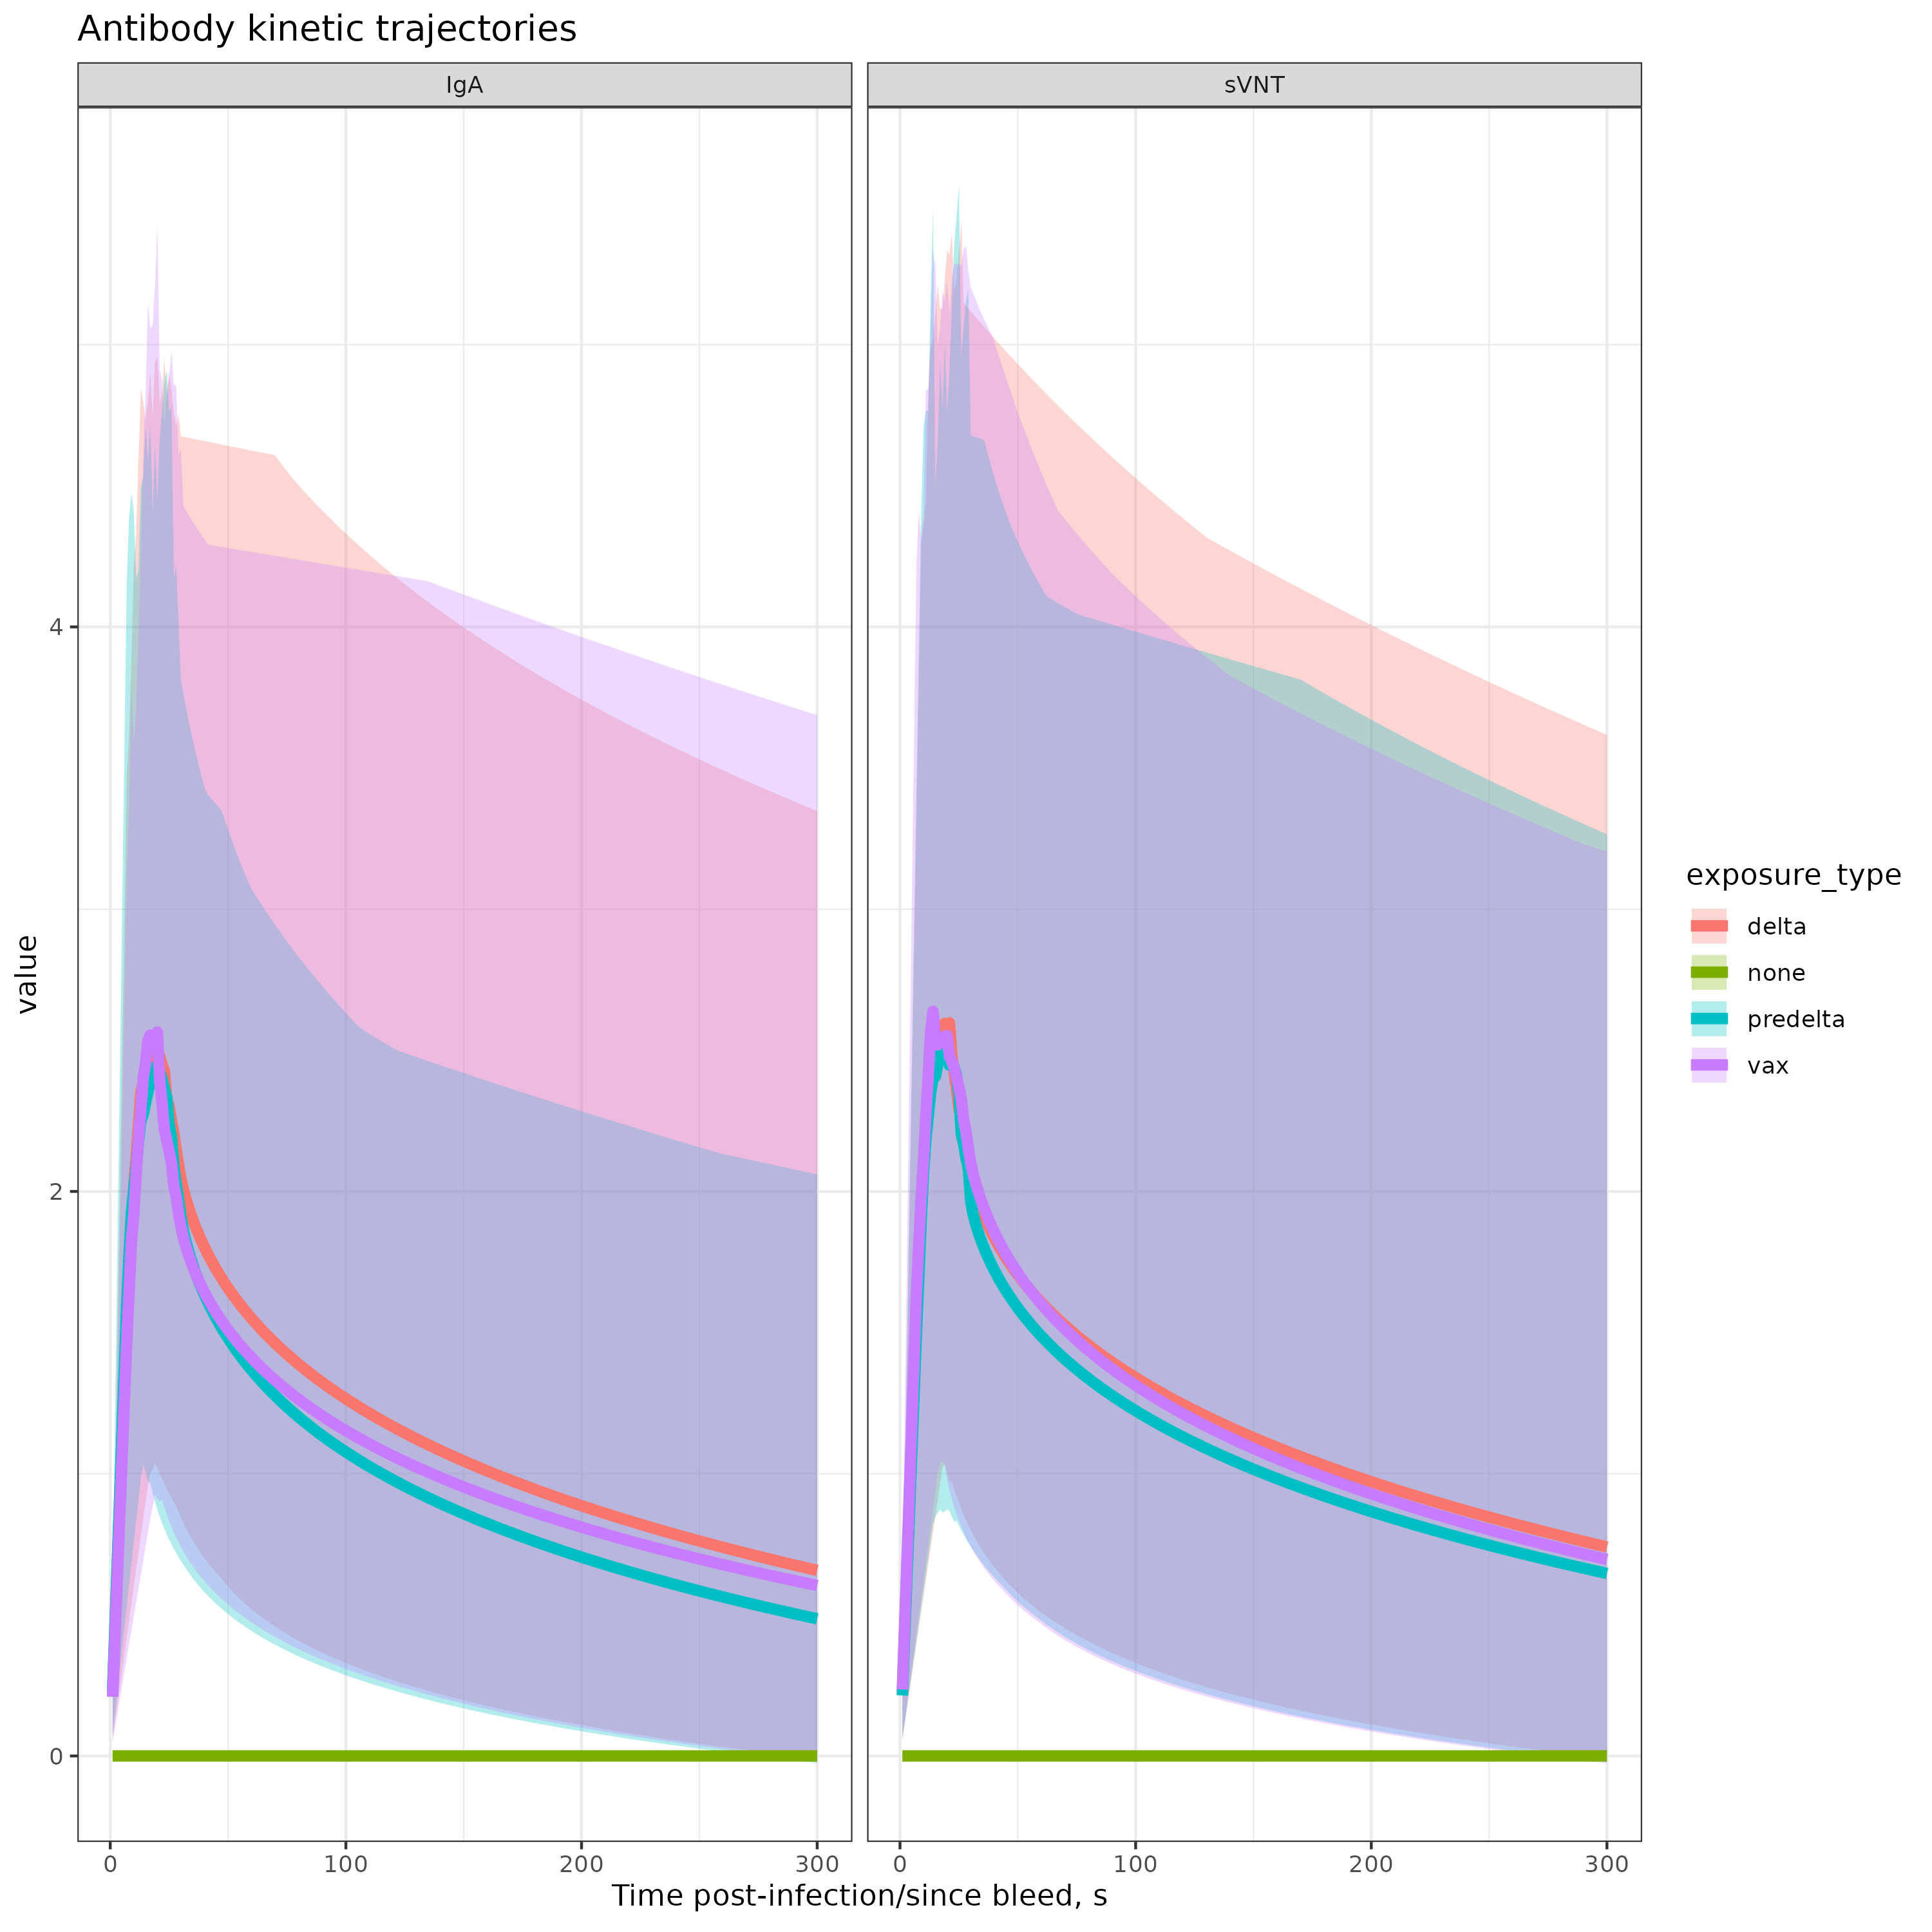 Antibody kinetic trajectories
IgA
sVNT
value
4
2
0
0
100
200
300
0
100
200
300
Time post-infection/since bleed, s
exposure_type
delta
none
predelta
vax